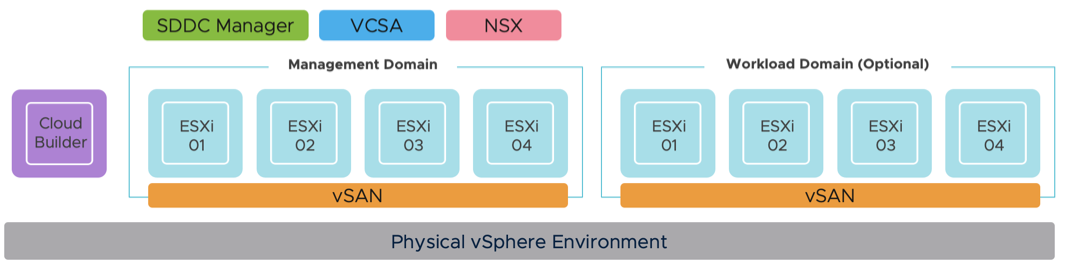 SDDC Manager
VCSA
NSX
Management Domain
Workload Domain (Optional)
Cloud
Builder
ESXi
01
ESXi
02
ESXi
03
ESXi
04
ESXi
01
ESXi
02
ESXi
03
ESXi
04
vSAN
vSAN
Physical vSphere Environment